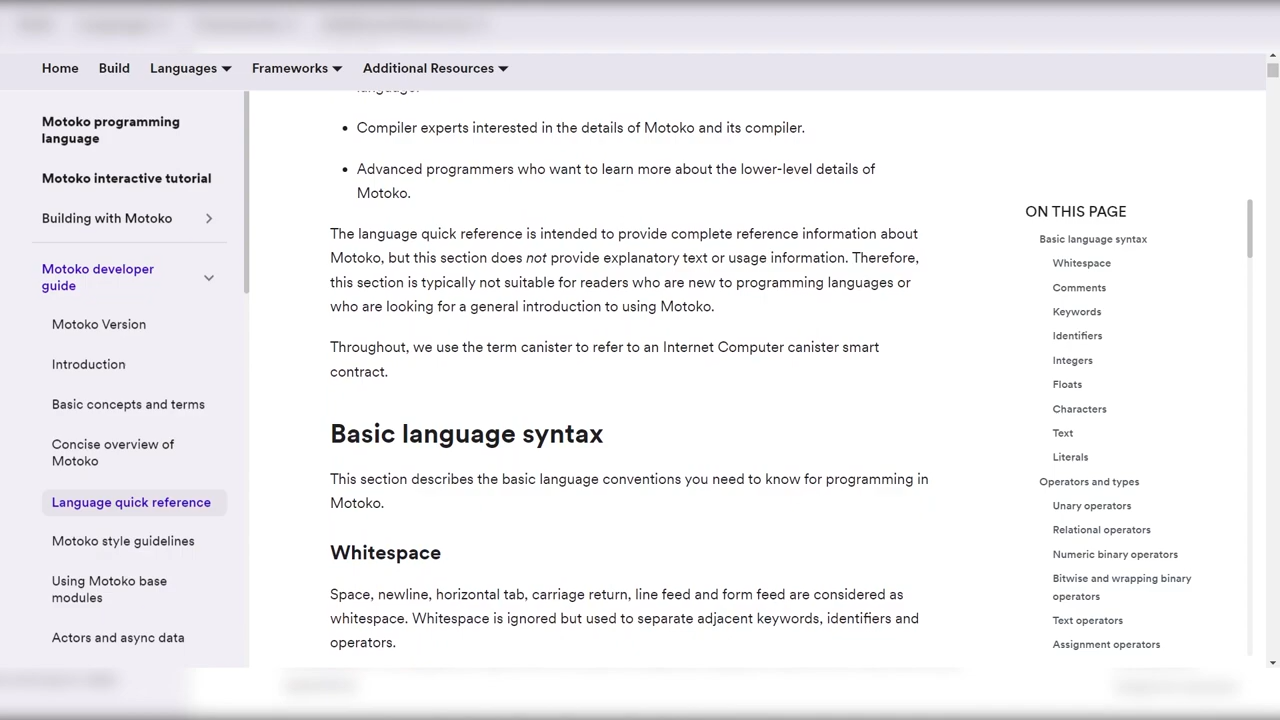 Home Build Languages Frameworks Additional Resources
Motoko programming
language
Motoko interactive tutorial
Building with Motoko
Motoko developer
guide
Motoko Version
Introduction
Basic concepts and terms
Concise overview of
Motoko
Language quick reference
Motoko style guidelines
Using Motoko base
modules
Actors and async data
language.
• Compiler experts interested in the details of Motoko and its compiler.
• Advanced programmers who want to learn more about the lower-level details of
Motoko.
The language quick reference is intended to provide complete reference information about
Motoko, but this section does not provide explanatory text or usage information. Therefore,
this section is typically not suitable for readers who are new to programming languages or
who are looking for a general introduction to using Motoko.
Throughout, we use the term canister to refer to an Internet Computer canister smart
contract.
Basic language syntax
This section describes the basic language conventions you need to know for programming in
Motoko.
Whitespace
Space, newline, horizontal tab, carriage return, line feed and form feed are considered as
whitespace. Whitespace is ignored but used to separate adjacent keywords, identifiers and
operators.
ON THIS PAGE
Basic language syntax
Whitespace
Comments
Keywords
Identifiers
Integers
Floats
Characters
Text
Literals
Operators and types
Unary operators
Relational operators
Numeric binary operators
Bitwise and wrapping binary
operators
Text operators
Assignment operators